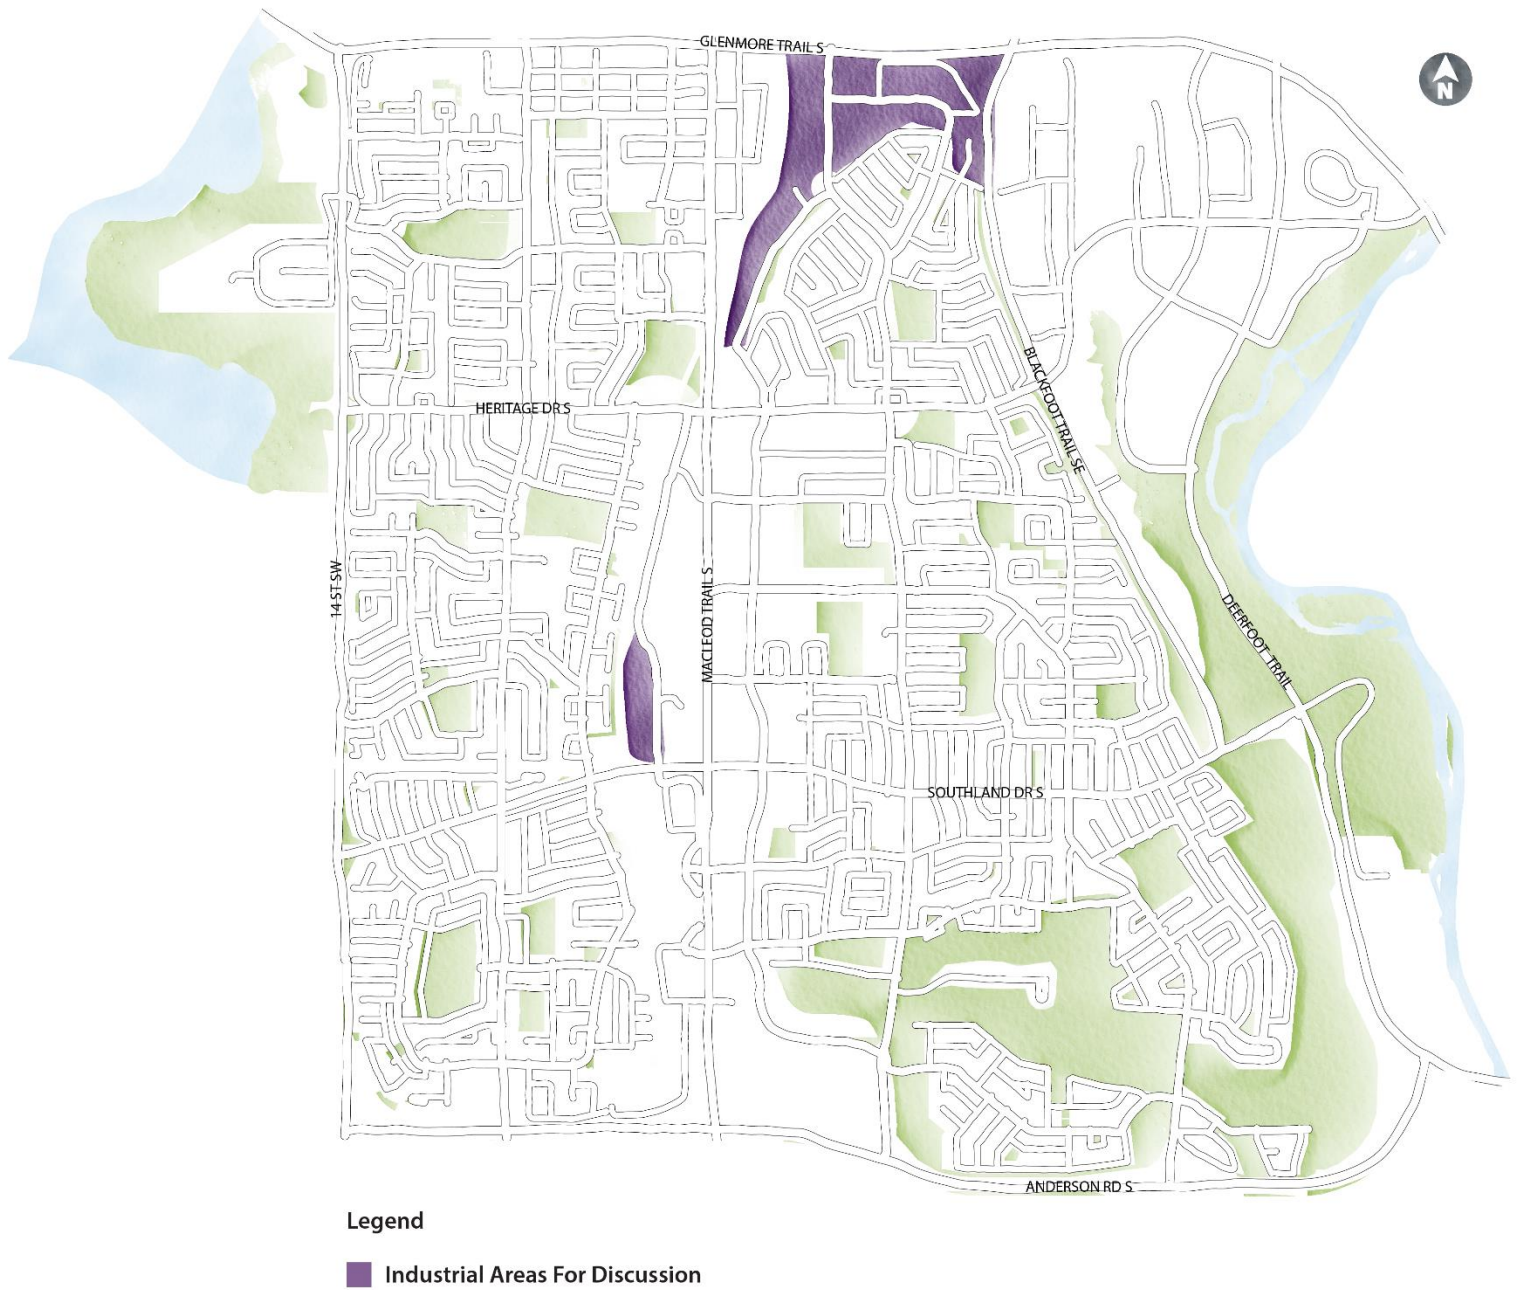 GLENMORE TRAIL S
N
BLACKFOOT TRAIL SE
HERITAGE DR S
14 ST SW
MACLEOD TRAIL S
DEERFOOT TRAIL
SOUTHLAND DR S
ANDERSON RD S
Legend
Industrial Areas For Discussion